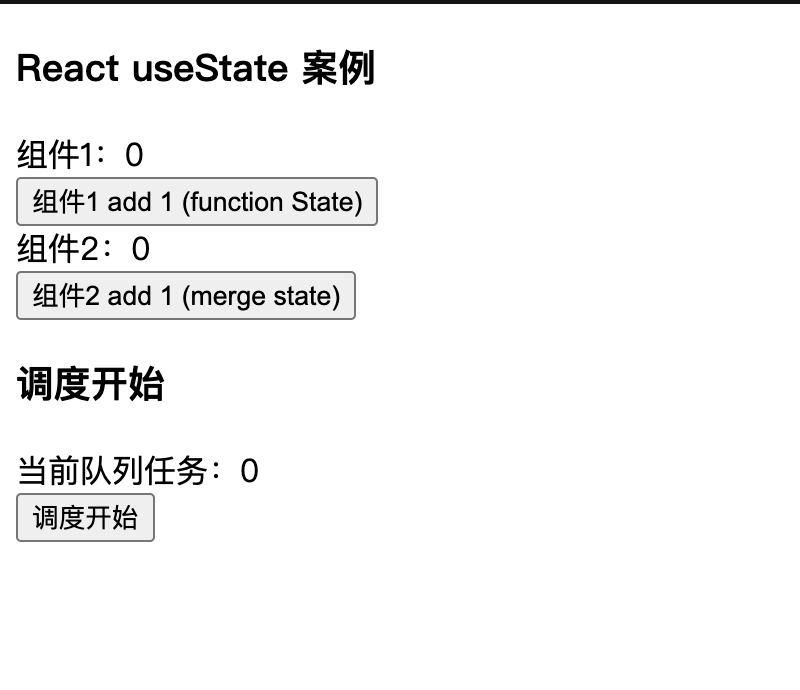 React useState 案例
组件1：0
组件1 add 1 (function State)
组件2：0
组件2 add 1 (merge state)
调度开始
当前队列任务：0
调度开始